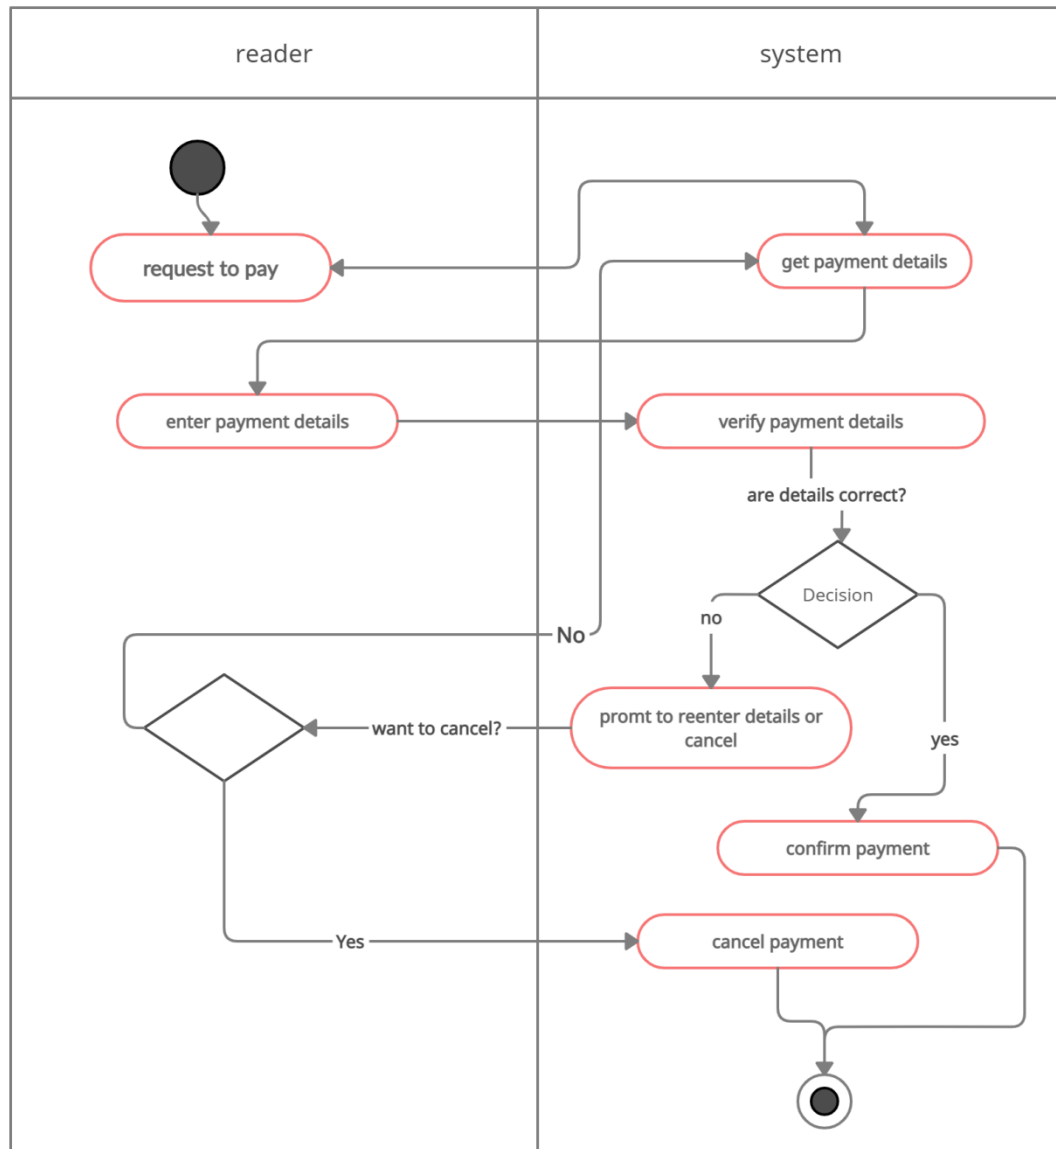 reader
system
request to pay
get payment details
enter payment details
verify payment details
are details correct?
Decision
no
No
want to cancel?
promt to reenter details or
cancel
yes
confirm payment
Yes
cancel payment